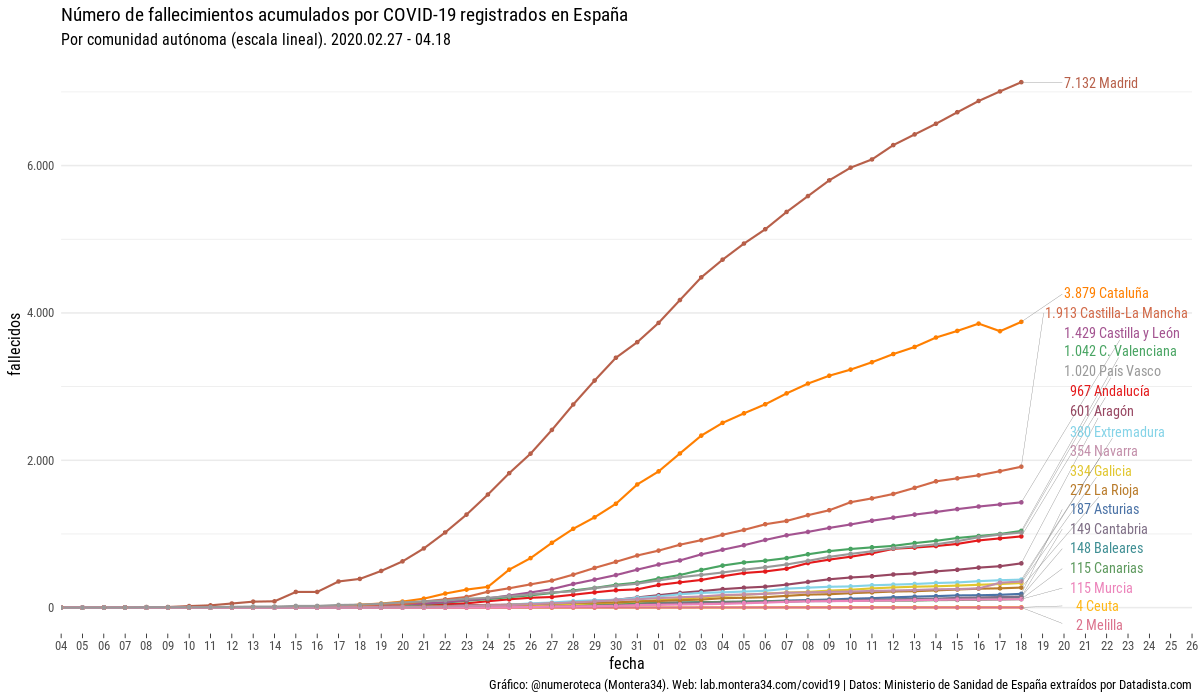 Número de fallecimientos acumulados por COVID-19 registrados en España
Por comunidad autónoma (escala lineal). 2020.02.27 - 04.18
7.132 Madrid
6.000
3.879 Cataluña
4.000
1.913 Castilla-La Mancha
1.429 Castilla y León
1.042 C. Valenciana
1.020 País Vasco
967 Andalucía
601 Aragón
380 Extremadura
354 Navarra
2.000
334 Galicia
272 La Rioja
187 Asturias
149 Cantabria
148 Baleares
115 Canarias
115 Murcia
0
4 Ceuta
2 Melilla
fallecidos
04 05 06 07 08 09 10 11 12 13 14 15 16 17 18 19 20 21 22 23 24 25 26 27 28 29 30 31 01 02 03 04 05 06 07 08 09 10 11 12 13 14 15 16 17 18 19 20 21 22 23 24 25 26
fecha
Gráfico: @numeroteca (Montera34). Web: lab.montera34.com/covid19 | Datos: Ministerio de Sanidad de España extraídos por Datadista.com